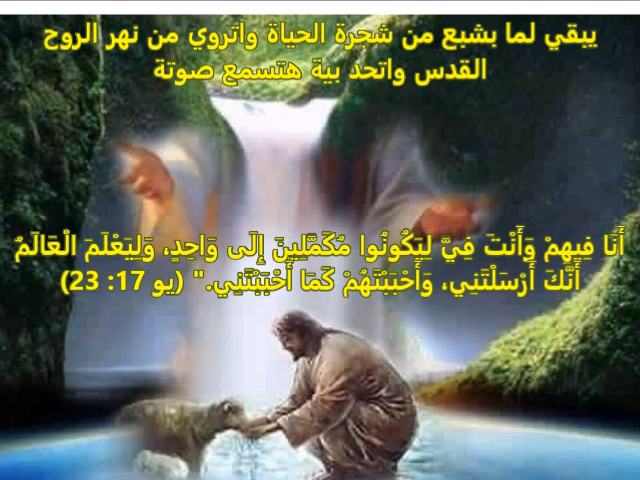 يبقي لما بشبع من شجرة الحياة واتروي من نهر الروح
القدس واتحد بية هتسمع صوتة
أَنَا فِيهِمْ وَأَنْتَ فِيَّ لِيَكُونُوا مُكَمَّلِينَ إِلَى وَاحِدٍ، وَلِيَعْلَمَ الْعَالَمُ
أَنَّكَ أَرْسَلْتَنِي، وَأَحْبَبْتَهُمْ كَمَا أَحْبَبْتَنِي." (يو 17: 23)